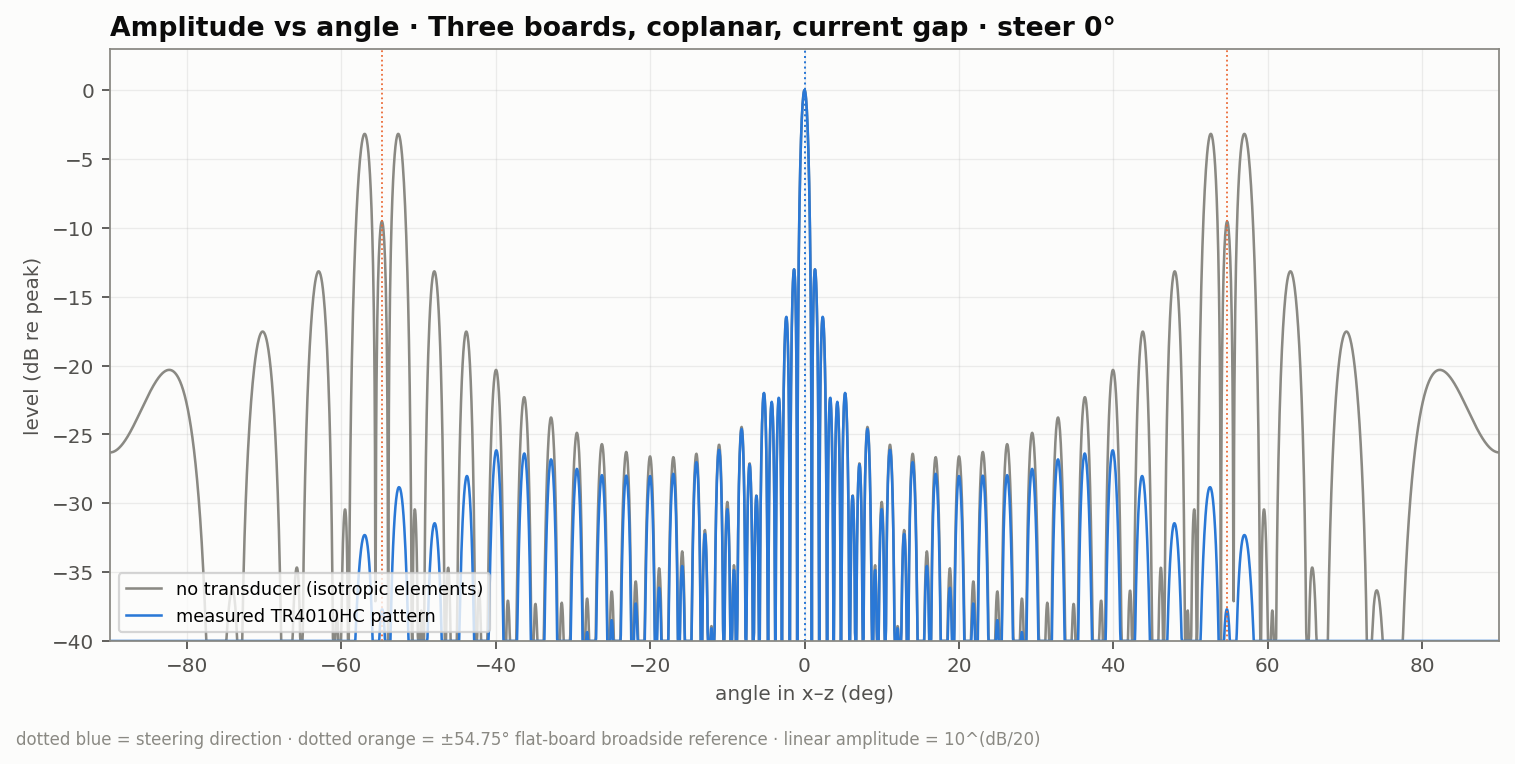 Amplitude vs angle · Three boards, coplanar, current gap · steer 0°
level (dB re peak)
0
−5
−10
−15
−20
−25
−30
−35
−40
no transducer (isotropic elements)
measured TR4010HC pattern
−80 −60 −40 −20 0 20 40 60 80
angle in x–z (deg)
dotted blue = steering direction · dotted orange = ±54.75° flat-board broadside reference · linear amplitude = 10^(dB/20)